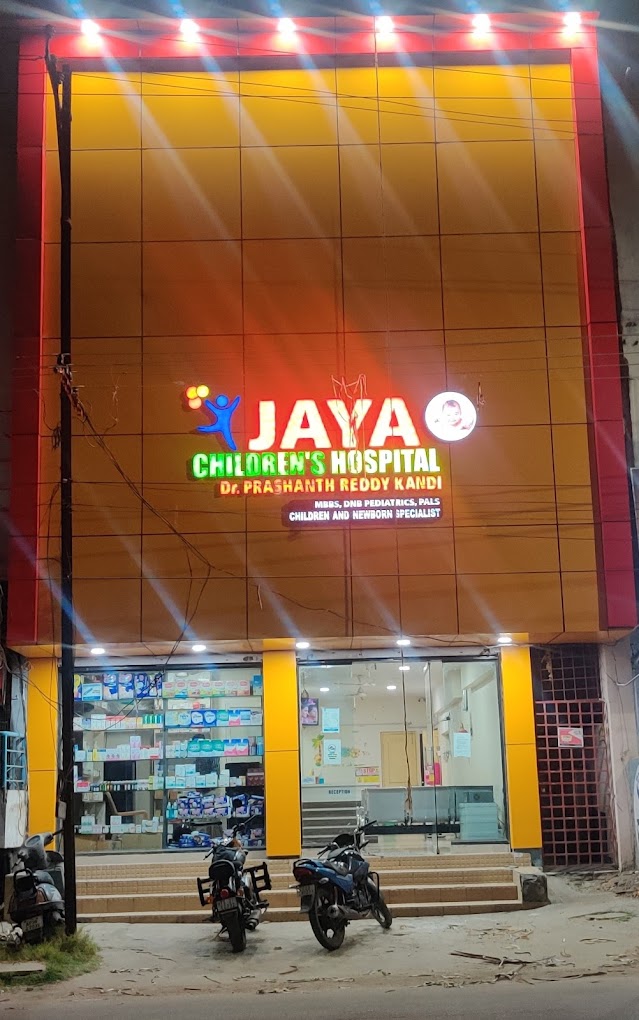 JAYA
CHILDREN'S HOSPITAL
Dr. PRASHANTH REDDY KANDI
MBBS, DNB PEDIATRICS, PALS
CHILDREN AND NEWBORN SPECIALIST
RECEPTION